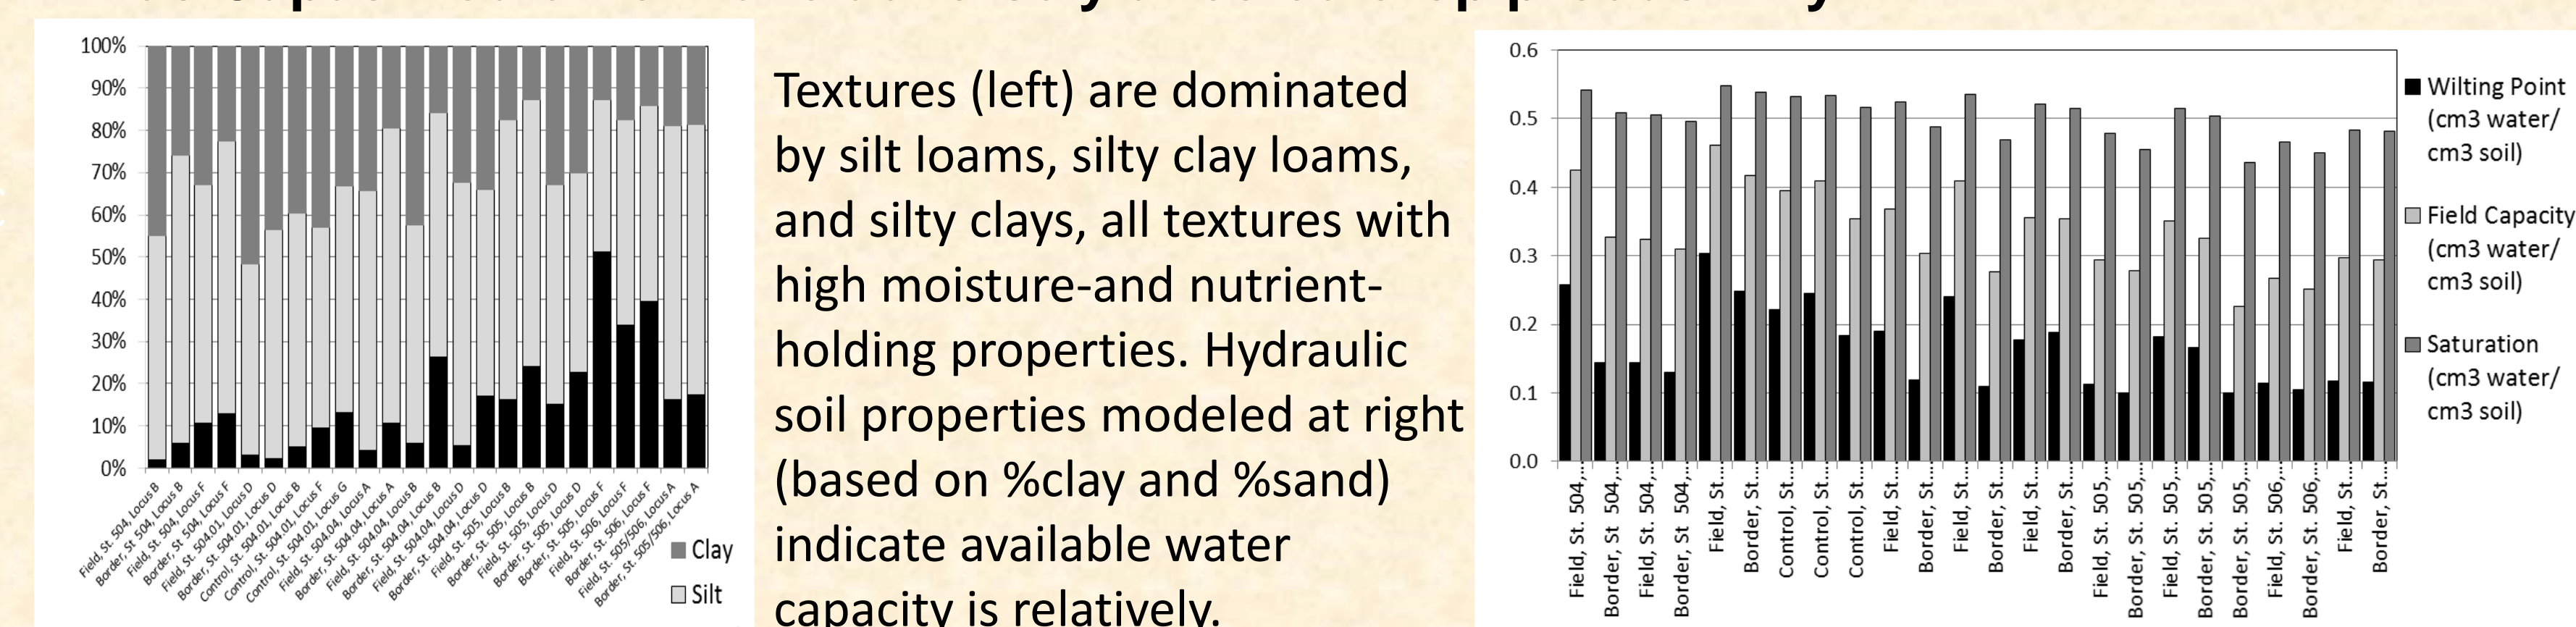 100%
90%
80%
70%
60%
50%
40%
30%
20%
10%
0%
Field, St. 504, Locus B
Border, St. 504, Locus B
Field, St. 504, Locus F
Border, St. 504, Locus F
Field, St. 504.01, Locus D
Border, St. 504.01, Locus D
Control, St. 504.01, Locus B
Control, St. 504.01, Locus F
Control, St. 504.01, Locus G
Field, St. 504.04, Locus A
Border, St. 504.04, Locus A
Field, St. 504.04, Locus B
Border, St. 504.04, Locus B
Field, St. 504.04, Locus D
Border, St. 504.04, Locus D
Field, St. 505, Locus B
Border, St. 505, Locus B
Field, St. 505, Locus D
Border, St. 505, Locus D
Border, St. 505, Locus F
Field, St. 506, Locus F
Border, St. 506, Locus F
Field, St. 505/506, Locus A
Border, St. 505/506, Locus A
Clay
Silt
Textures (left) are dominated
by silt loams, silty clay loams,
and silty clays, all textures with
high moisture-and nutrient-
holding properties. Hydraulic
soil properties modeled at right
(based on %clay and %sand)
indicate available water
capacity is relatively.
0.6
0.5
0.4
0.3
0.2
0.1
0.0
Field, St. 504,...
Border, St 504,...
Field, St. 504,...
Border, St 504,...
Field, St....
Border, St....
Control, St....
Control, St....
Control, St....
Field, St....
Border, St....
Field, St....
Border, St....
Field, St....
Border, St....
Field, St. 505,...
Border, St. 505,...
Field, St. 505,...
Border, St. 505,...
Border, St. 505,...
Field, St. 506,...
Border, St. 506,...
Field, St....
Border, St....
Wilting Point
(cm3 water/
cm3 soil)
Field Capacity
(cm3 water/
cm3 soil)
Saturation
(cm3 water/
cm3 soil)